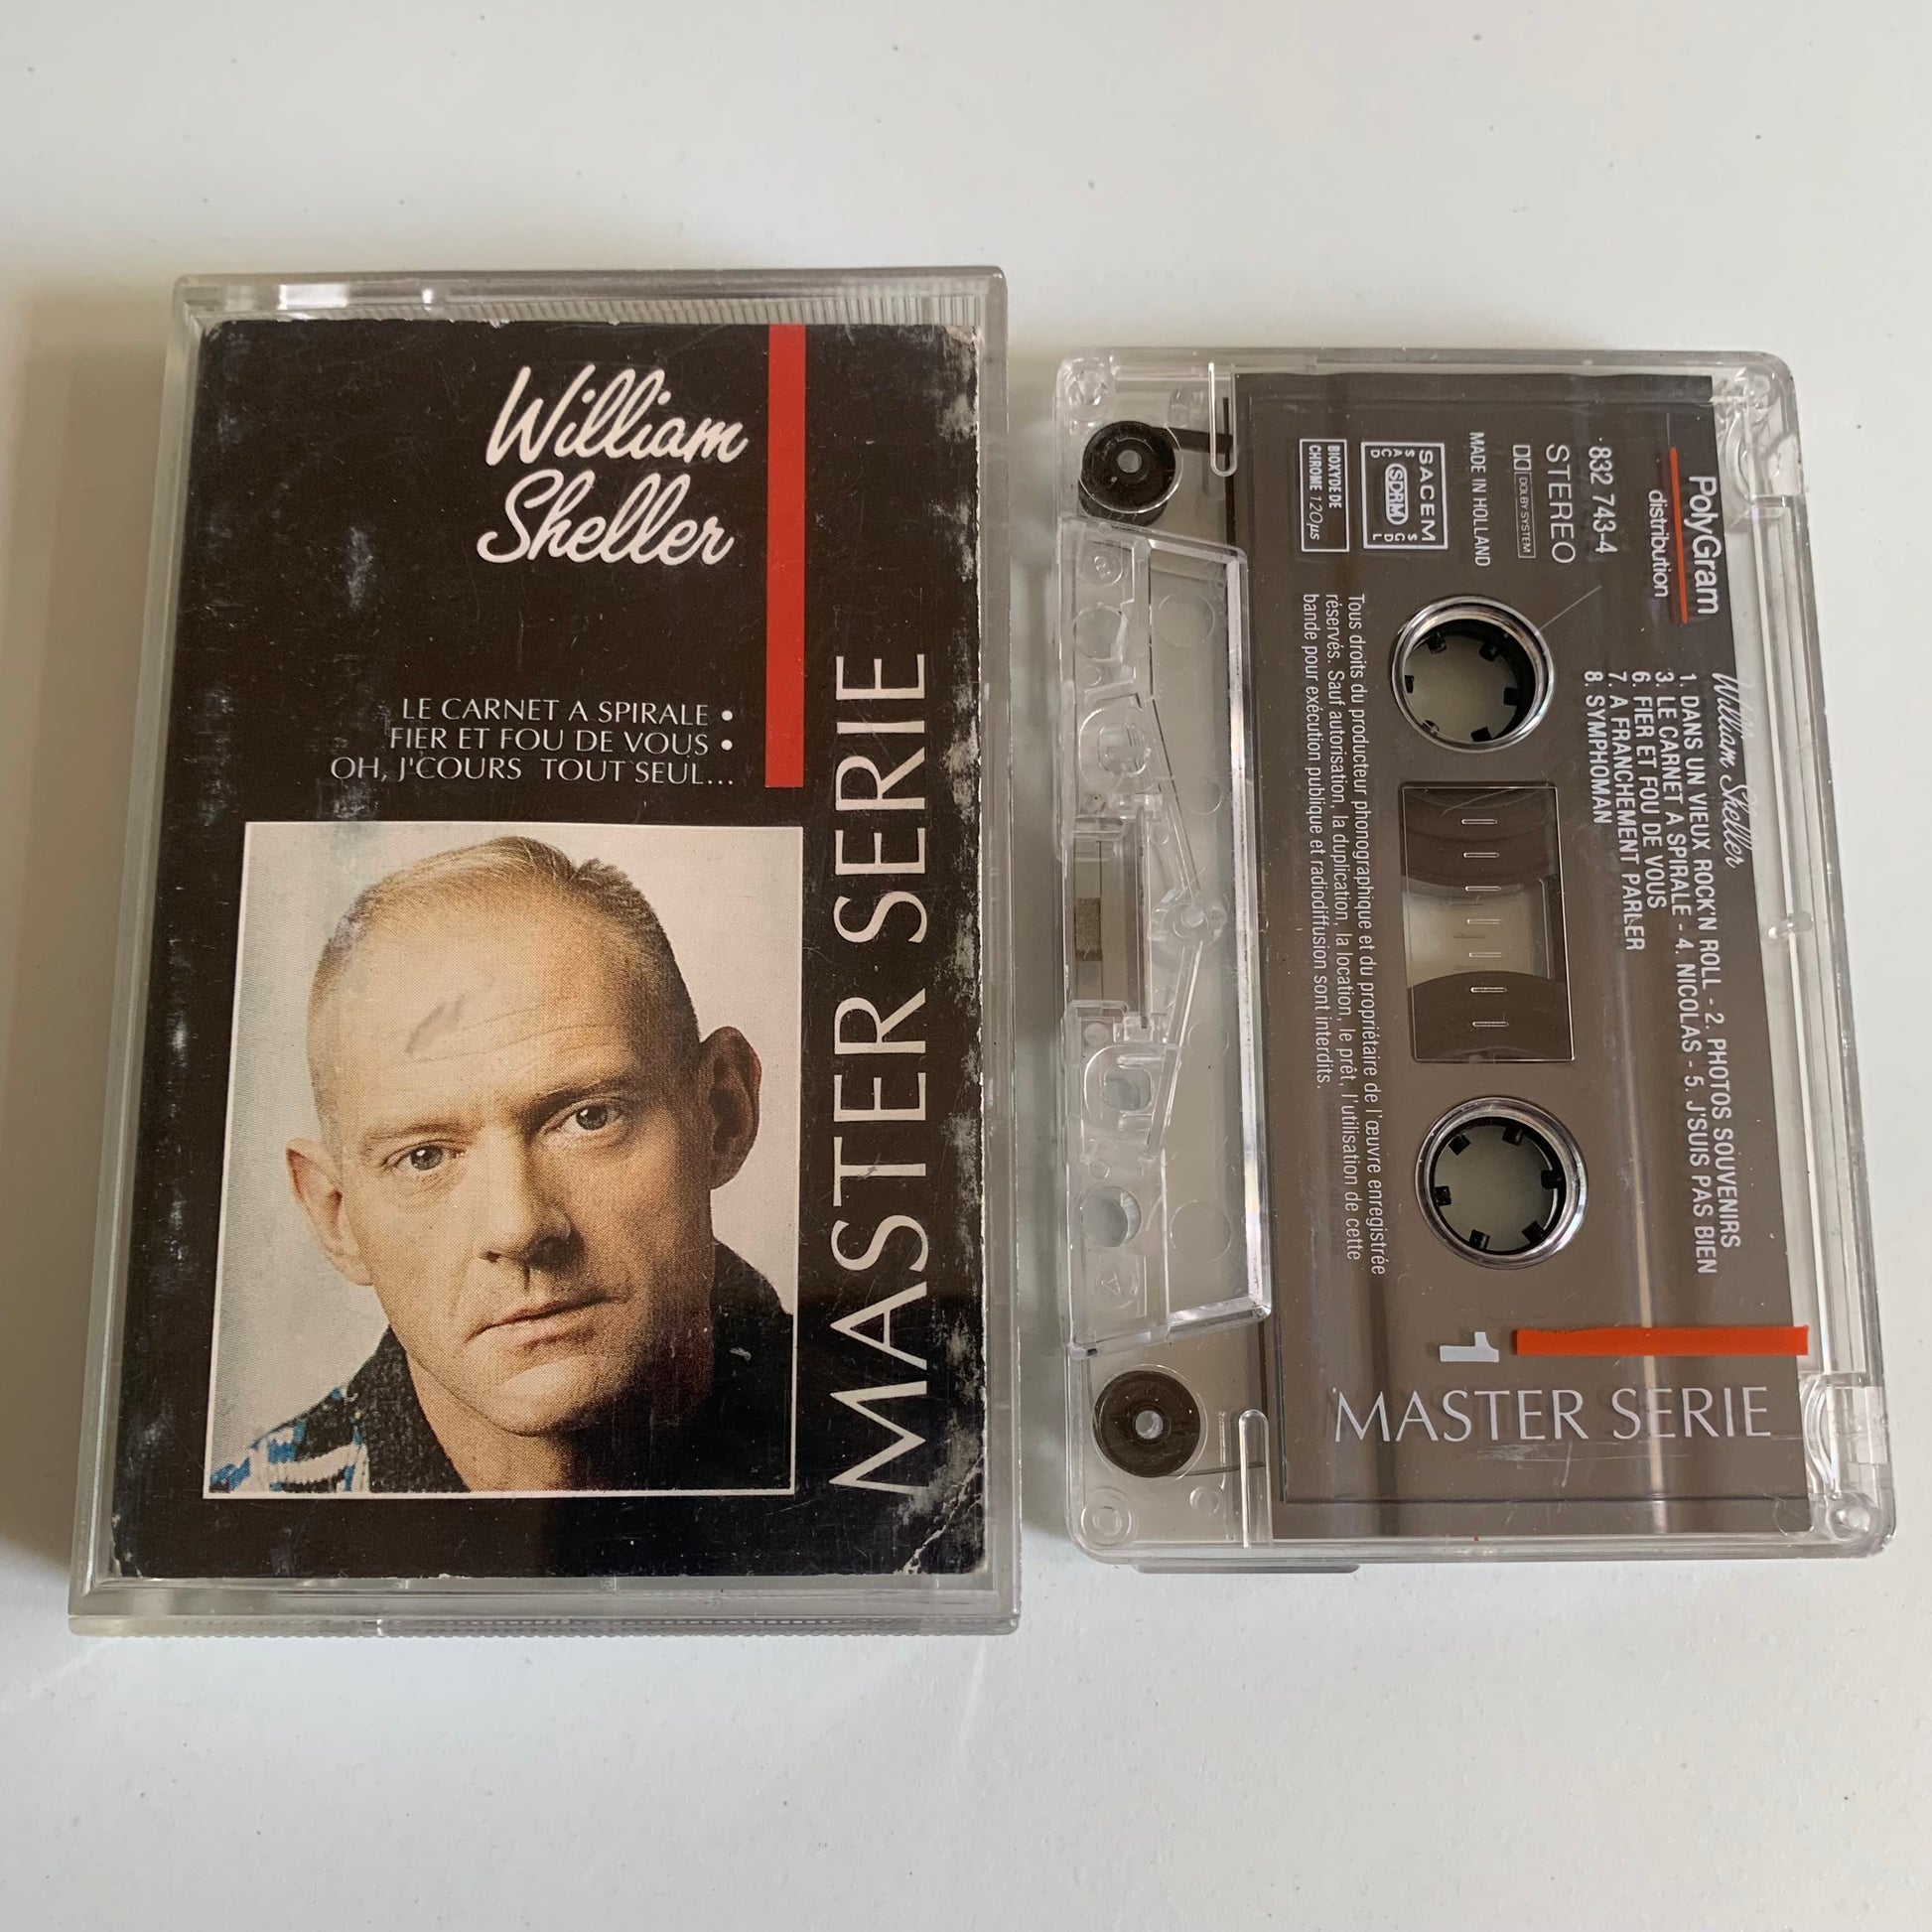 William
Sheller
LE CARNET A SPIRALE •
FIER ET FOU DE VOUS •
OH, J'COURS TOUT SEUL...
MASTER SERIE
PolyGram
distribution
832 743-4
STEREO
DOLBY SYSTEM
MADE IN HOLLAND
SACEM
SDRM
SACD
SGDL
BIOXYDE DE
CHROME 120µs
William Sheller
1. DANS UN VIEUX ROCK'N ROLL - 2. PHOTOS SOUVENIRS
3. LE CARNET A SPIRALE - 4. NICOLAS - 5. J'SUIS PAS BIEN
6. FIER ET FOU DE VOUS
7. A FRANCHEMENT PARLER
8. SYMPHOMAN
Tous droits du producteur phonographique et du propriétaire de l'œuvre enregistrée
réservés. Sauf autorisation, la duplication, la location, le prêt, l'utilisation de cette
bande pour exécution publique et radiodiffusion sont interdits.
1
MASTER SERIE